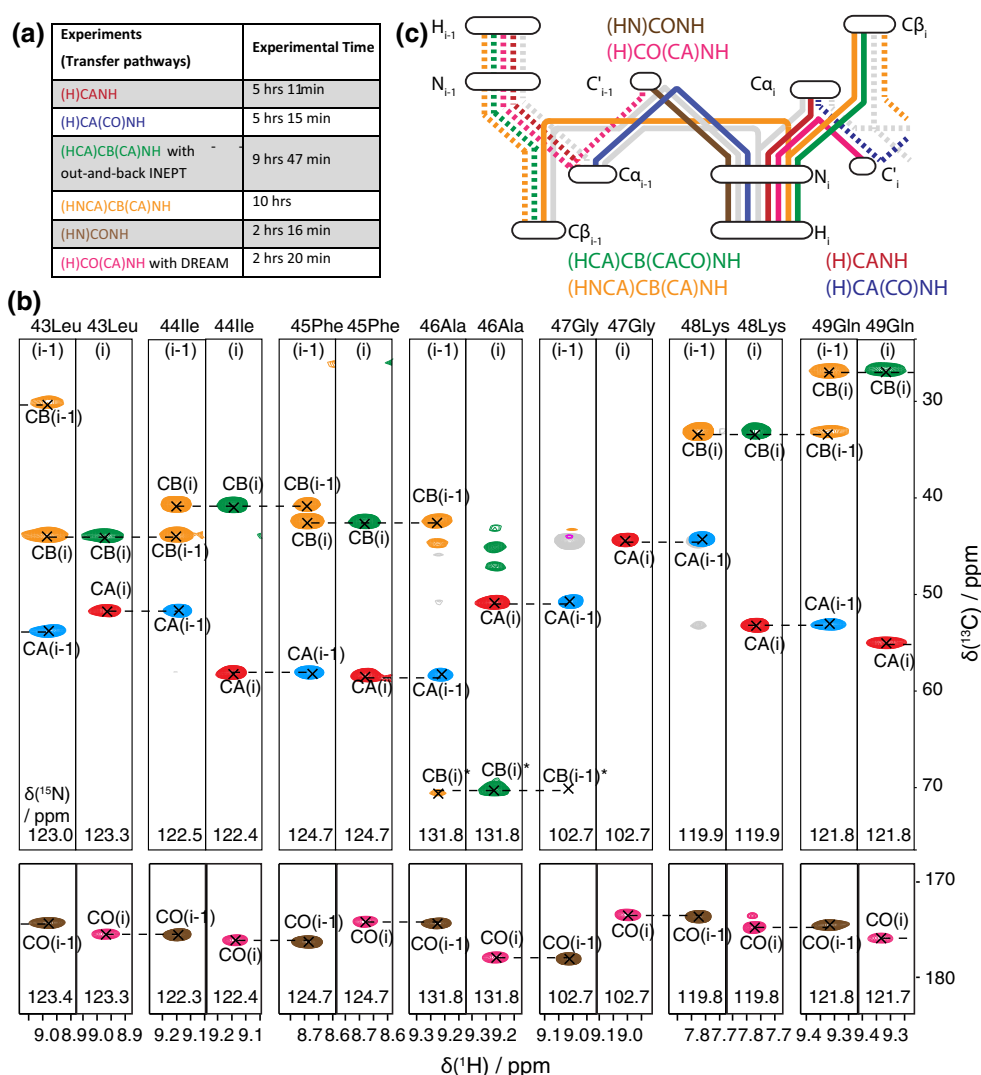 (a)
Experiments
(Transfer pathways)
Experimental Time
(H)CANH
5 hrs 11min
(H)CA(CO)NH
5 hrs 15 min
(HCA)CB(CA)NH with - -
out-and-back INEPT
9 hrs 47 min
(HNCA)CB(CA)NH
10 hrs
(HN)CONH
2 hrs 16 min
(H)CO(CA)NH with DREAM
2 hrs 20 min
(c)
(HN)CONH
(H)CO(CA)NH
Hi-1
Cβi
Ni-1
C'i-1
Cαi
Cαi-1
Ni
C'i
Cβi-1
Hi
(HCA)CB(CACO)NH
(HNCA)CB(CA)NH
(H)CANH
(H)CA(CO)NH
(b)
43Leu 43Leu 44Ile 44Ile 45Phe 45Phe 46Ala 46Ala 47Gly 47Gly 48Lys 48Lys 49Gln 49Gln
(i-1) (i) (i-1) (i) (i-1) (i) (i-1) (i) (i-1) (i) (i-1) (i) (i-1) (i)
CB(i) CB(i)
30
CB(i-1)
CB(i) CB(i) CB(i-1)
CB(i) CB(i) CB(i-1) CB(i-1)
40
CB(i) CB(i)
CB(i) CB(i) CB(i-1)
CA(i) CA(i-1)
50
CA(i) CA(i-1)
CA(i) CA(i-1)
CA(i-1)
CA(i)
CA(i-1)
CA(i) CA(i-1)
CA(i)
60
δ(13C) / ppm
CB(i)* CB(i)* CB(i-1)*
70
δ(15N)
/ ppm
123.0 123.3 122.5 122.4 124.7 124.7 131.8 131.8 102.7 102.7 119.9 119.9 121.8 121.8
170
CO(i-1) CO(i) CO(i-1) CO(i) CO(i-1) CO(i) CO(i-1) CO(i) CO(i-1) CO(i) CO(i-1) CO(i) CO(i-1) CO(i)
180
123.4 123.3 122.3 122.4 124.7 124.7 131.8 131.8 102.7 102.7 119.8 119.8 121.8 121.7
9.0 8.9 9.0 8.9 9.2 9.1 9.2 9.1 8.7 8.6 8.7 8.6 9.3 9.2 9.3 9.2 9.1 9.0 9.1 9.0 7.8 7.7 7.8 7.7 9.4 9.3 9.4 9.3
δ(1H) / ppm